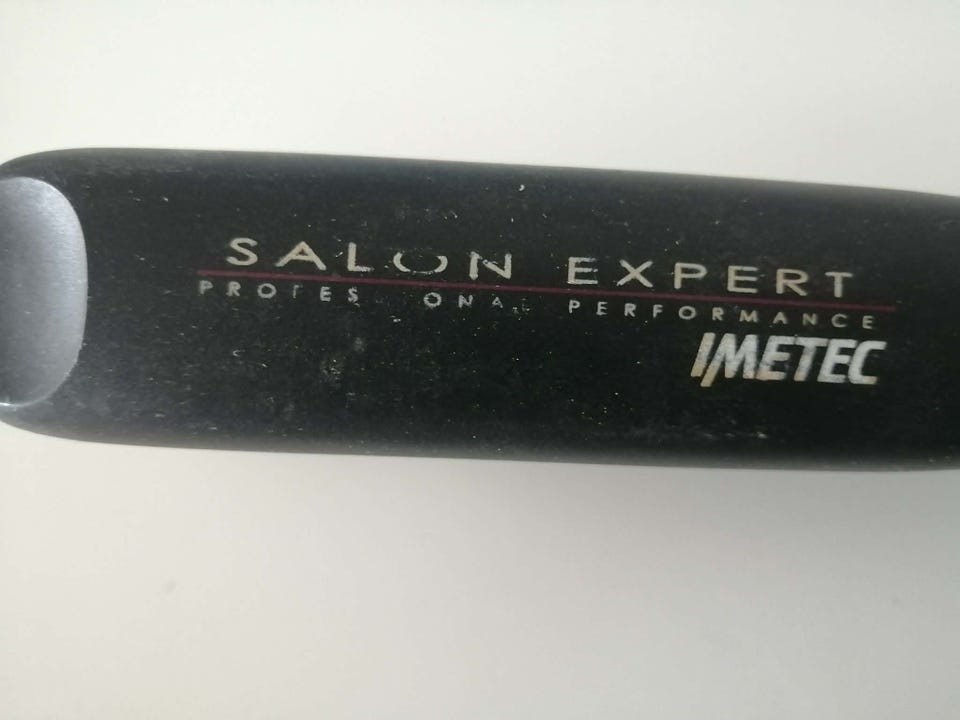 SALON EXPERT
PROFESSIONAL PERFORMANCE
IMETEC